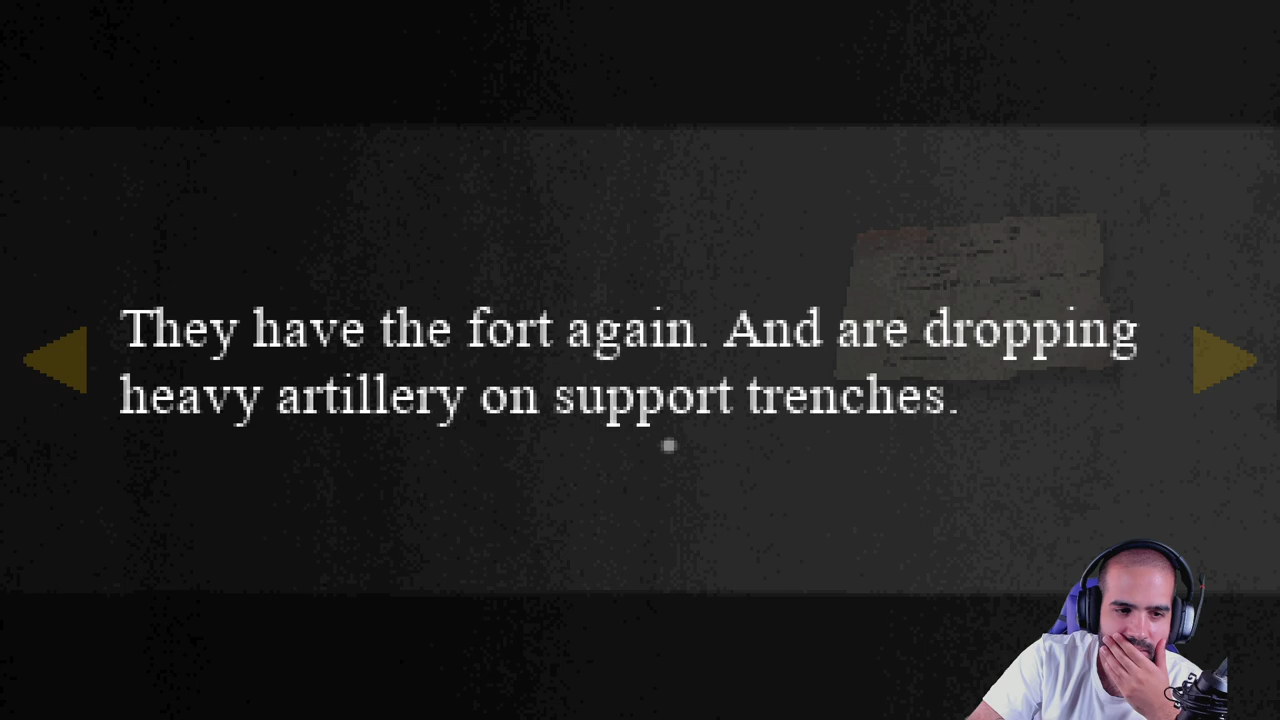 They have the fort again. And are dropping
heavy artillery on support trenches.